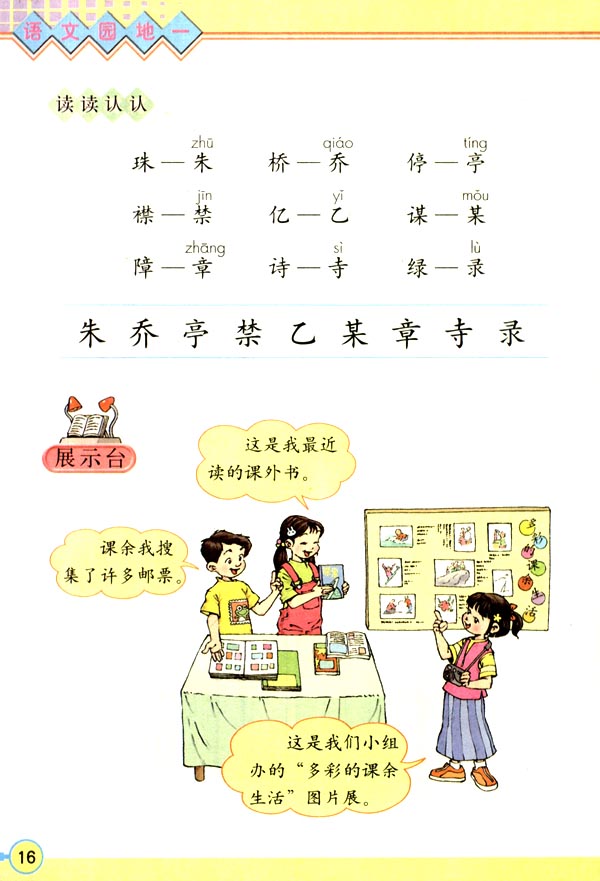 语文园地一
读读认认
zhū qiáo tíng
珠—朱 桥—乔 停—亭
jīn yǐ mǒu
襟—禁 亿—乙 谋—某
zhāng sì lù
障—章 诗—寺 绿—录
朱 乔 亭 禁 乙 某 章 寺 录
展示台
这是我最近
读的课外书。
课余我搜
集了许多邮票。
这是我们小组
办的“多彩的课余
生活”图片展。
16